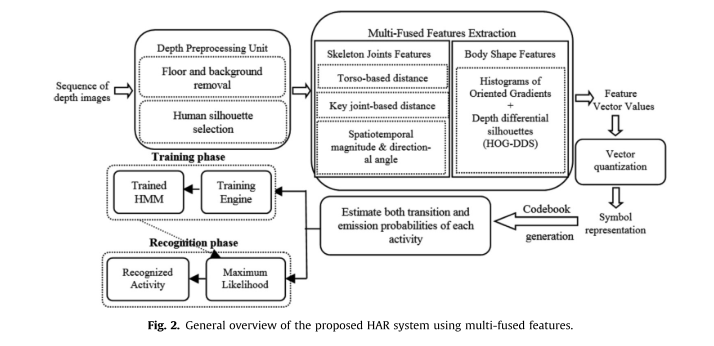 Depth Preprocessing Unit
Floor and background
removal
Human silhouette
selection
Sequence of
depth images
Multi-Fused Features Extraction
Skeleton Joints Features
Torso-based distance
Key joint-based distance
Spatiotemporal
magnitude & direction-
al angle
Body Shape Features
Histograms of
Oriented Gradients
+
Depth differential
silhouettes
(HOG-DDS)
Feature
Vector Values
Vector
quantization
Symbol
representation
Codebook
generation
Estimate both transition and
emission probabilities of each
activity
Training phase
Trained
HMM
Training
Engine
Recognition phase
Recognized
Activity
Maximum
Likelihood
Fig. 2. General overview of the proposed HAR system using multi-fused features.